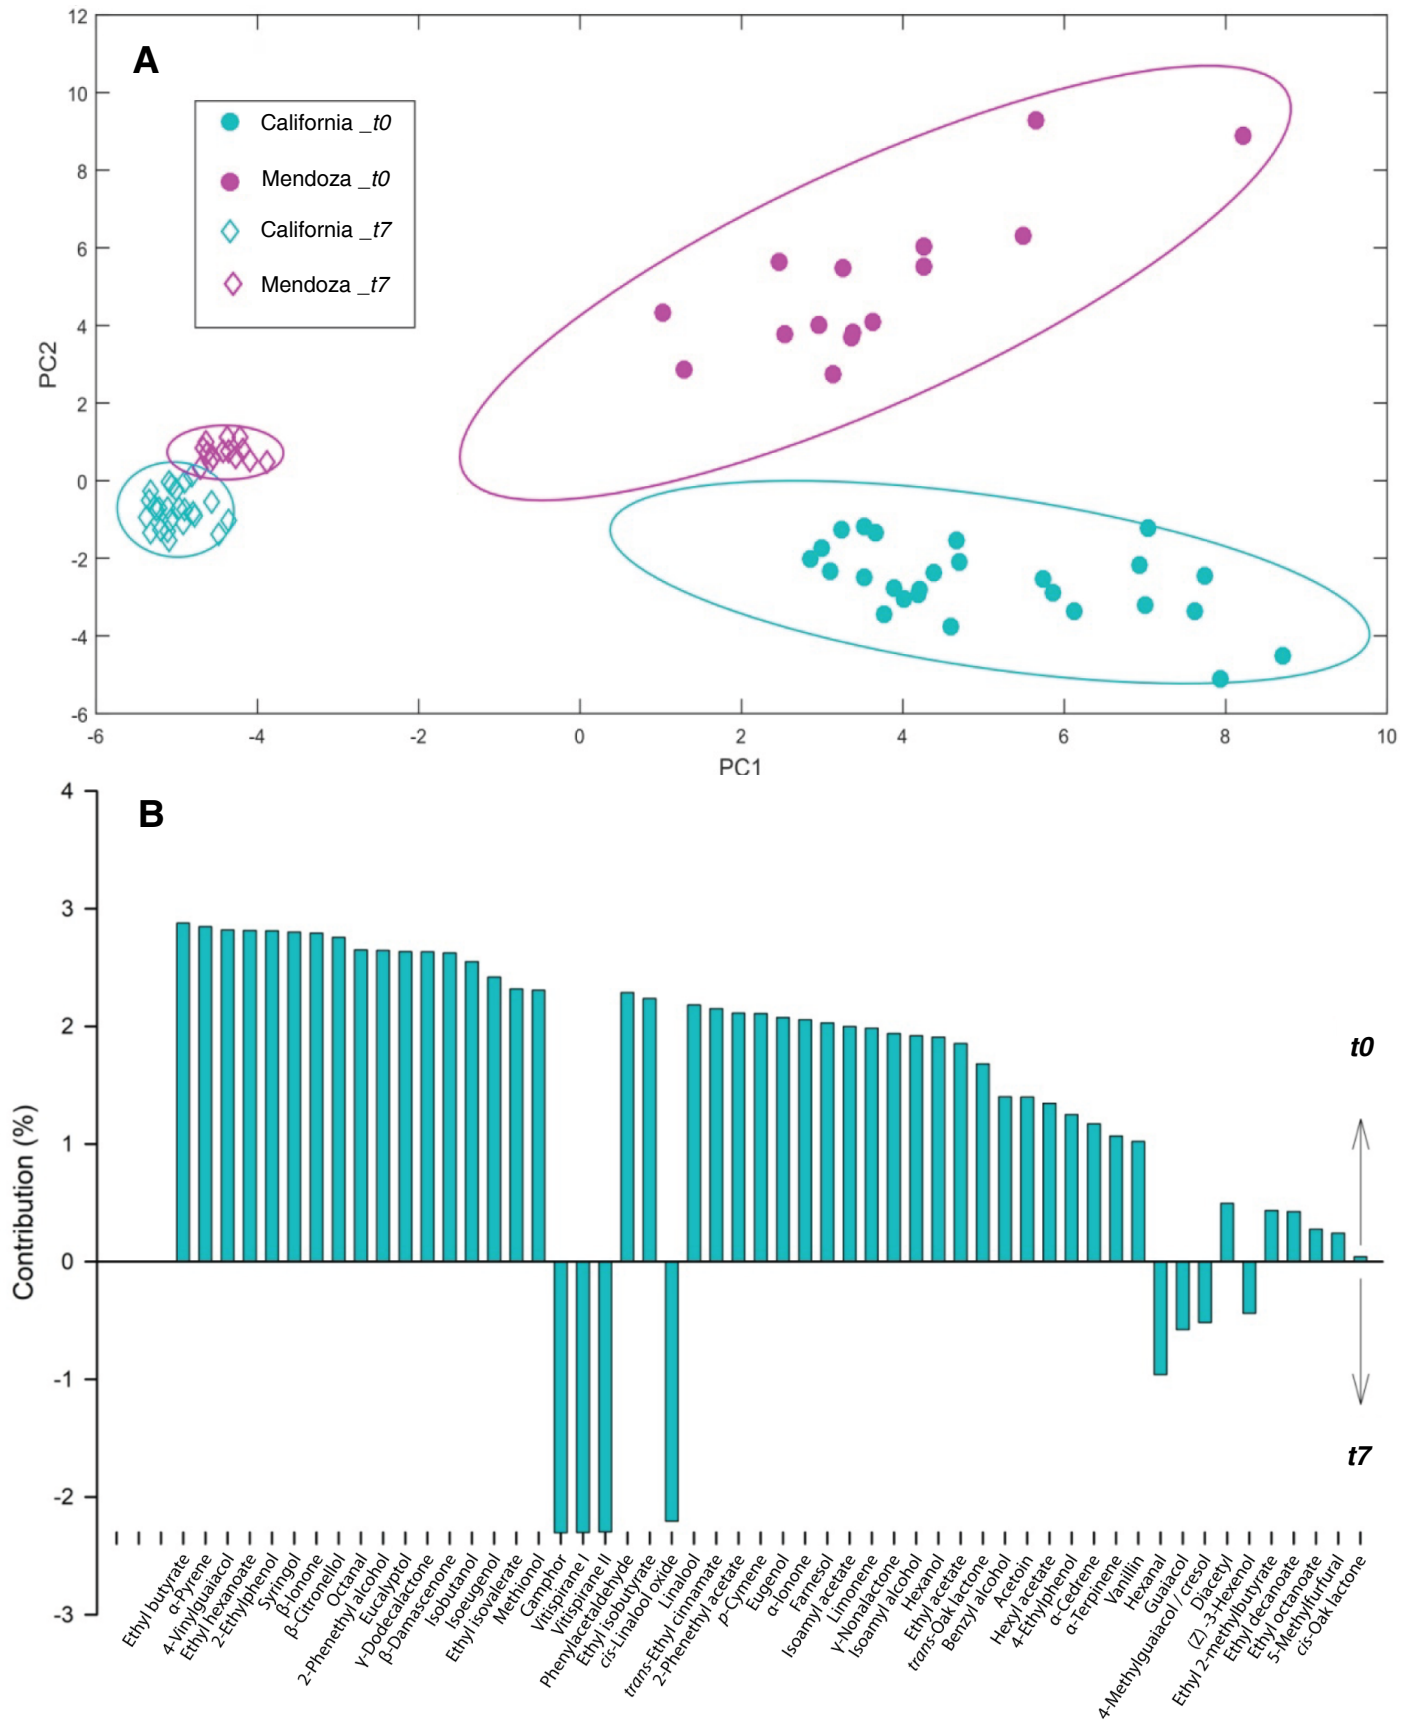 A
California _t0
Mendoza _t0
California _t7
Mendoza _t7
12
10
8
6
4
2
0
-2
-4
-6
PC2
-6
-4
-2
0
2
4
6
8
10
PC1
B
4
3
2
1
0
-1
-2
-3
Contribution (%)
t0
t7
Ethyl butyrate
α-Pyrene
4-Vinylguaiacol
Ethyl hexanoate
2-Ethylphenol
Syringol
β-Ionone
β-Citronellol
Octanal
2-Phenethyl alcohol
Eucalyptol
γ-Dodecalactone
β-Damascenone
Isobutanol
Isoeugenol
Ethyl isovalerate
Methionol
Camphor
Vitispirane I
Vitispirane II
Phenylacetaldehyde
Ethyl isobutyrate
cis-Linalool oxide
Linalool
trans-Ethyl cinnamate
2-Phenethyl acetate
p-Cymene
Eugenol
α-Ionone
Farnesol
Isoamyl acetate
Limonene
γ-Nonalactone
Isoamyl alcohol
Hexanol
Ethyl acetate
trans-Oak lactone
Benzyl alcohol
Acetoin
Hexyl acetate
4-Ethylphenol
α-Cedrene
α-Terpinene
Vanillin
Hexanal
Guaiacol
4-Methylguaiacol / cresol
Diacetyl
(Z) -3-Hexenol
Ethyl 2-methylbutyrate
Ethyl decanoate
Ethyl octanoate
5-Methylfurfural
cis-Oak lactone